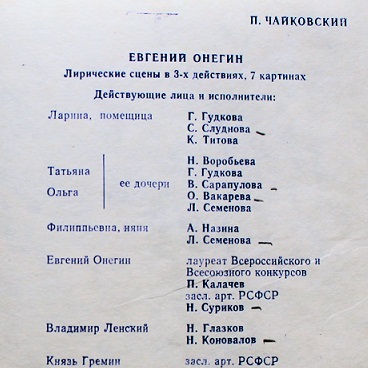 П. ЧАЙКОВСКИЙ
ЕВГЕНИЙ ОНЕГИН
Лирические сцены в 3-х действиях, 7 картинах
Действующие лица и исполнители:
Ларина, помещица
Г. Гудкова
С. Слуднова
К. Титова
Татьяна
Ольга
ее дочери
Н. Воробьева
Г. Гудкова
В. Сарапулова
О. Вакарева
Л. Семенова
Филиппьевна, няня
А. Назина
Л. Семенова
Евгений Онегин
лауреат Всероссийского и
Всесоюзного конкурсов
П. Калачев
засл. арт. РСФСР
Н. Суриков
Владимир Ленский
Н. Глазков
Н. Коновалов
Князь Гремин
засл. арт. РСФСР